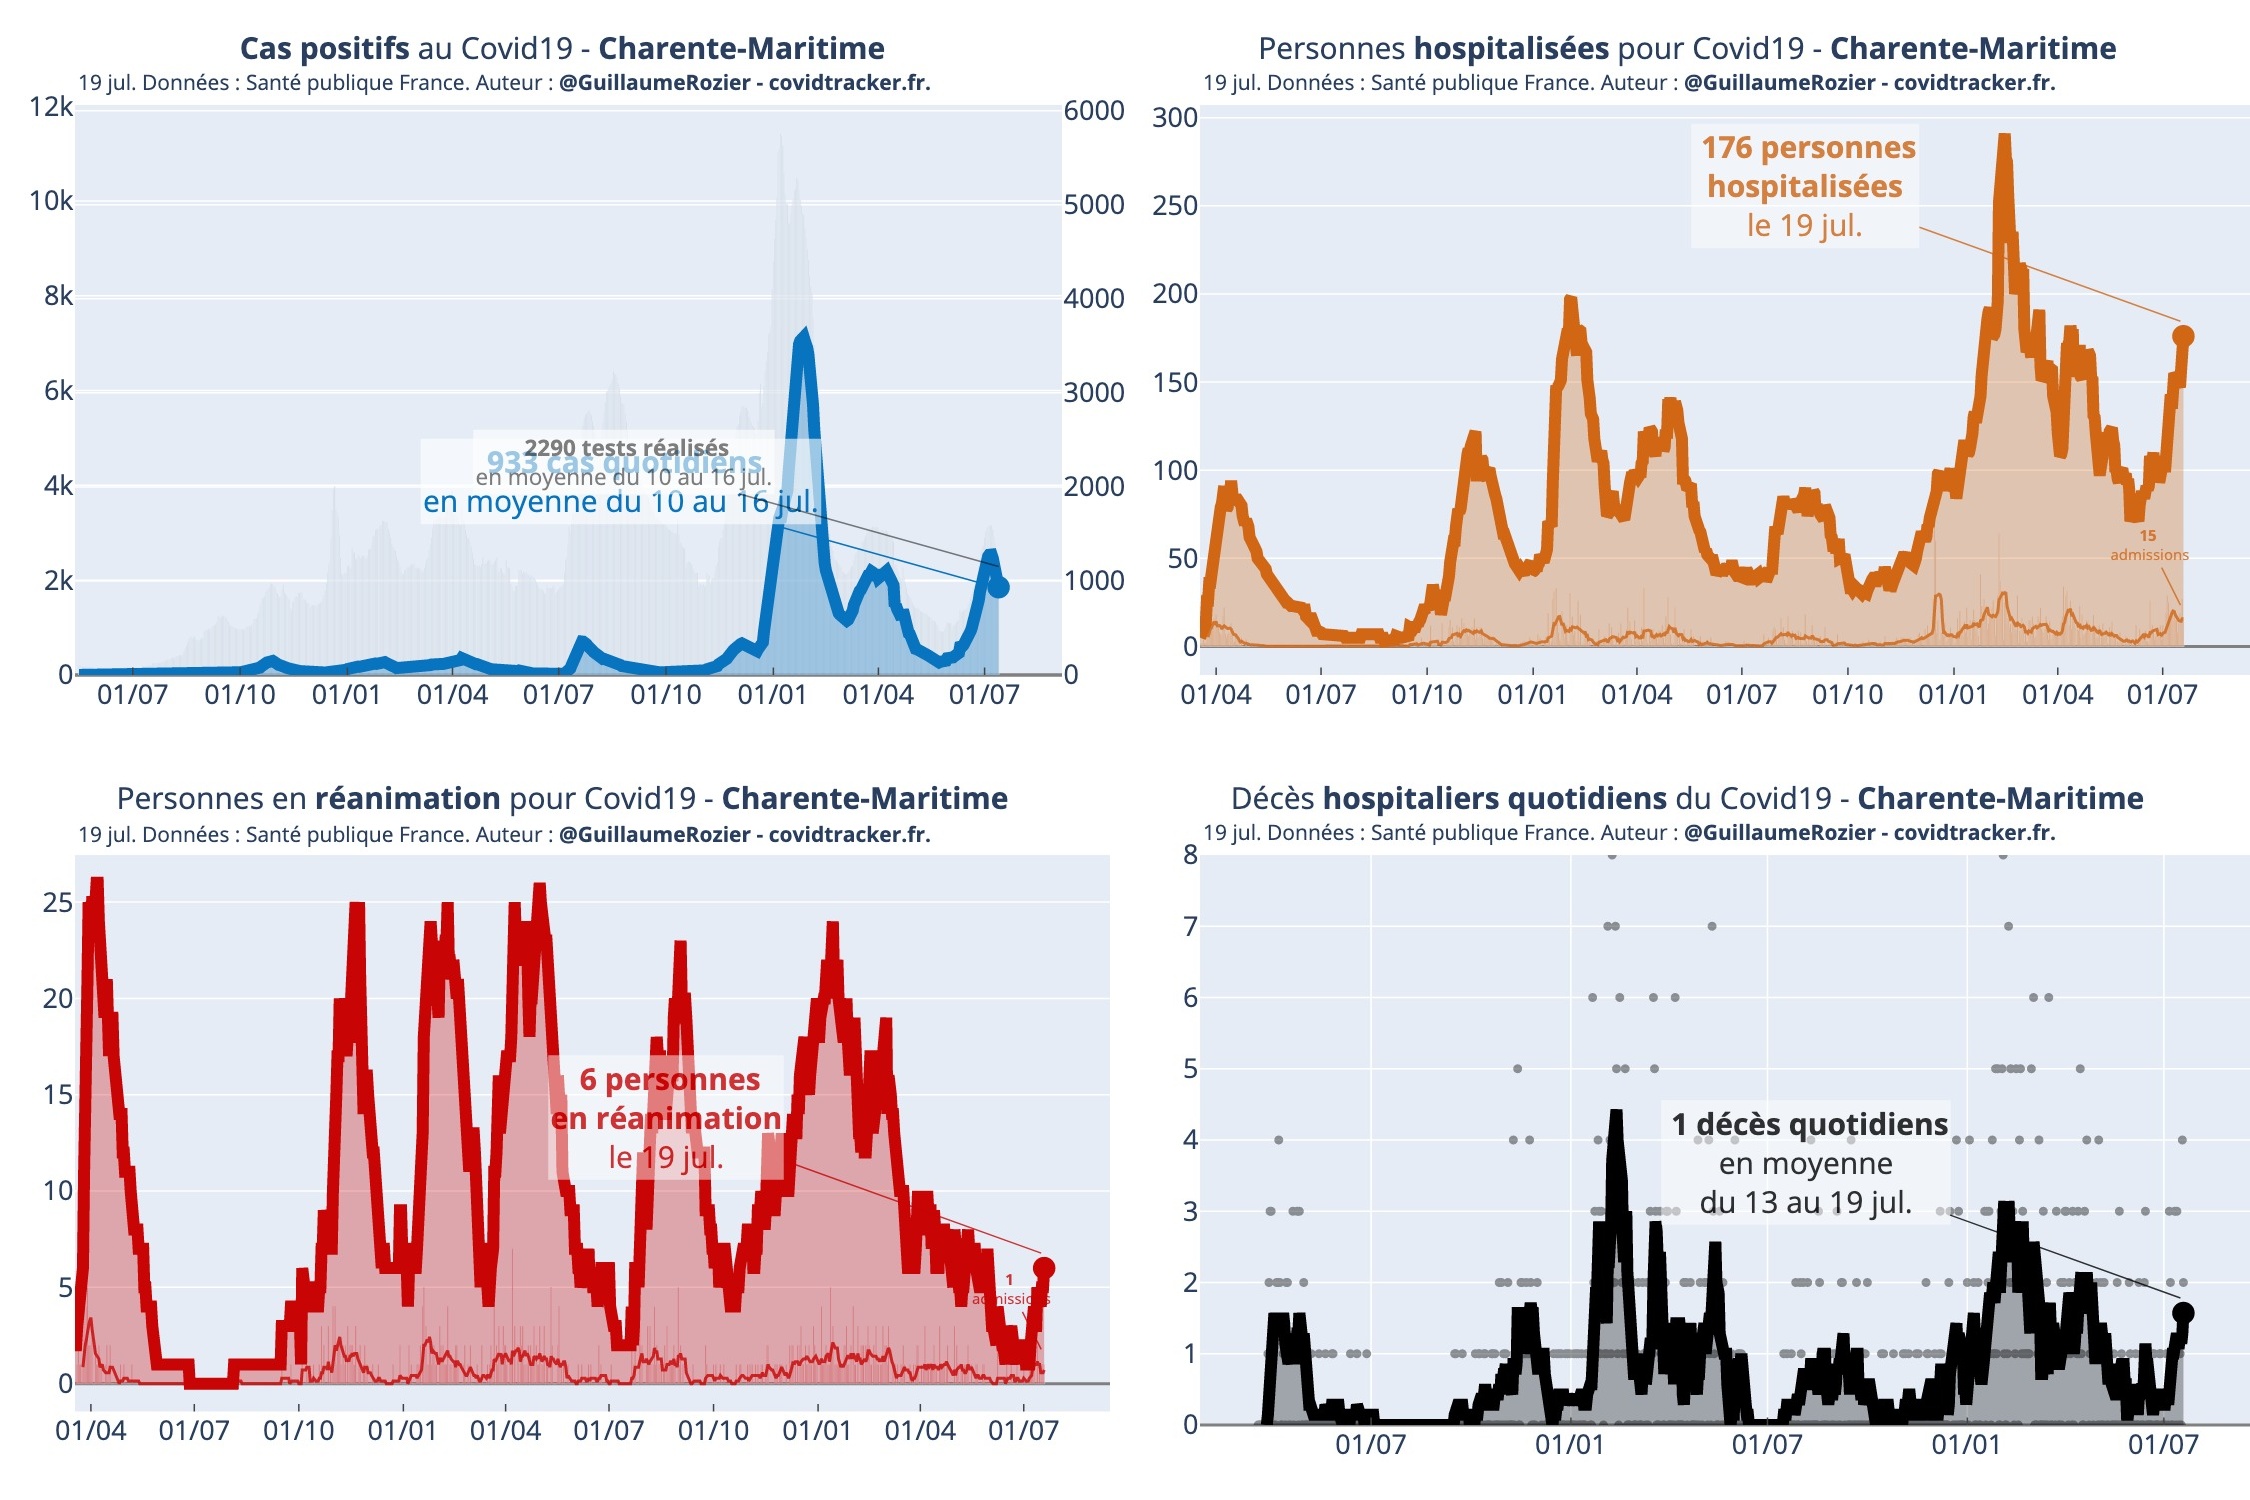 Cas positifs au Covid19 - Charente-Maritime
19 jul. Données : Santé publique France. Auteur : @GuillaumeRozier - covidtracker.fr.
12k
10k
8k
6k
4k
2k
0
6000
5000
4000
3000
2000
1000
0
2290 tests réalisés
933 cas quotidiens
en moyenne du 10 au 16 jul.
en moyenne du 10 au 16 jul.
01/07 01/10 01/01 01/04 01/07 01/10 01/01 01/04 01/07
Personnes hospitalisées pour Covid19 - Charente-Maritime
19 jul. Données : Santé publique France. Auteur : @GuillaumeRozier - covidtracker.fr.
300
250
200
150
100
50
0
176 personnes
hospitalisées
le 19 jul.
15
admissions
01/04 01/07 01/10 01/01 01/04 01/07 01/10 01/01 01/04 01/07
Personnes en réanimation pour Covid19 - Charente-Maritime
19 jul. Données : Santé publique France. Auteur : @GuillaumeRozier - covidtracker.fr.
25
20
15
10
5
0
6 personnes
en réanimation
le 19 jul.
1
admissions
01/04 01/07 01/10 01/01 01/04 01/07 01/10 01/01 01/04 01/07
Décès hospitaliers quotidiens du Covid19 - Charente-Maritime
19 jul. Données : Santé publique France. Auteur : @GuillaumeRozier - covidtracker.fr.
8
7
6
5
4
3
2
1
0
1 décès quotidiens
en moyenne
du 13 au 19 jul.
01/07 01/01 01/07 01/01 01/07